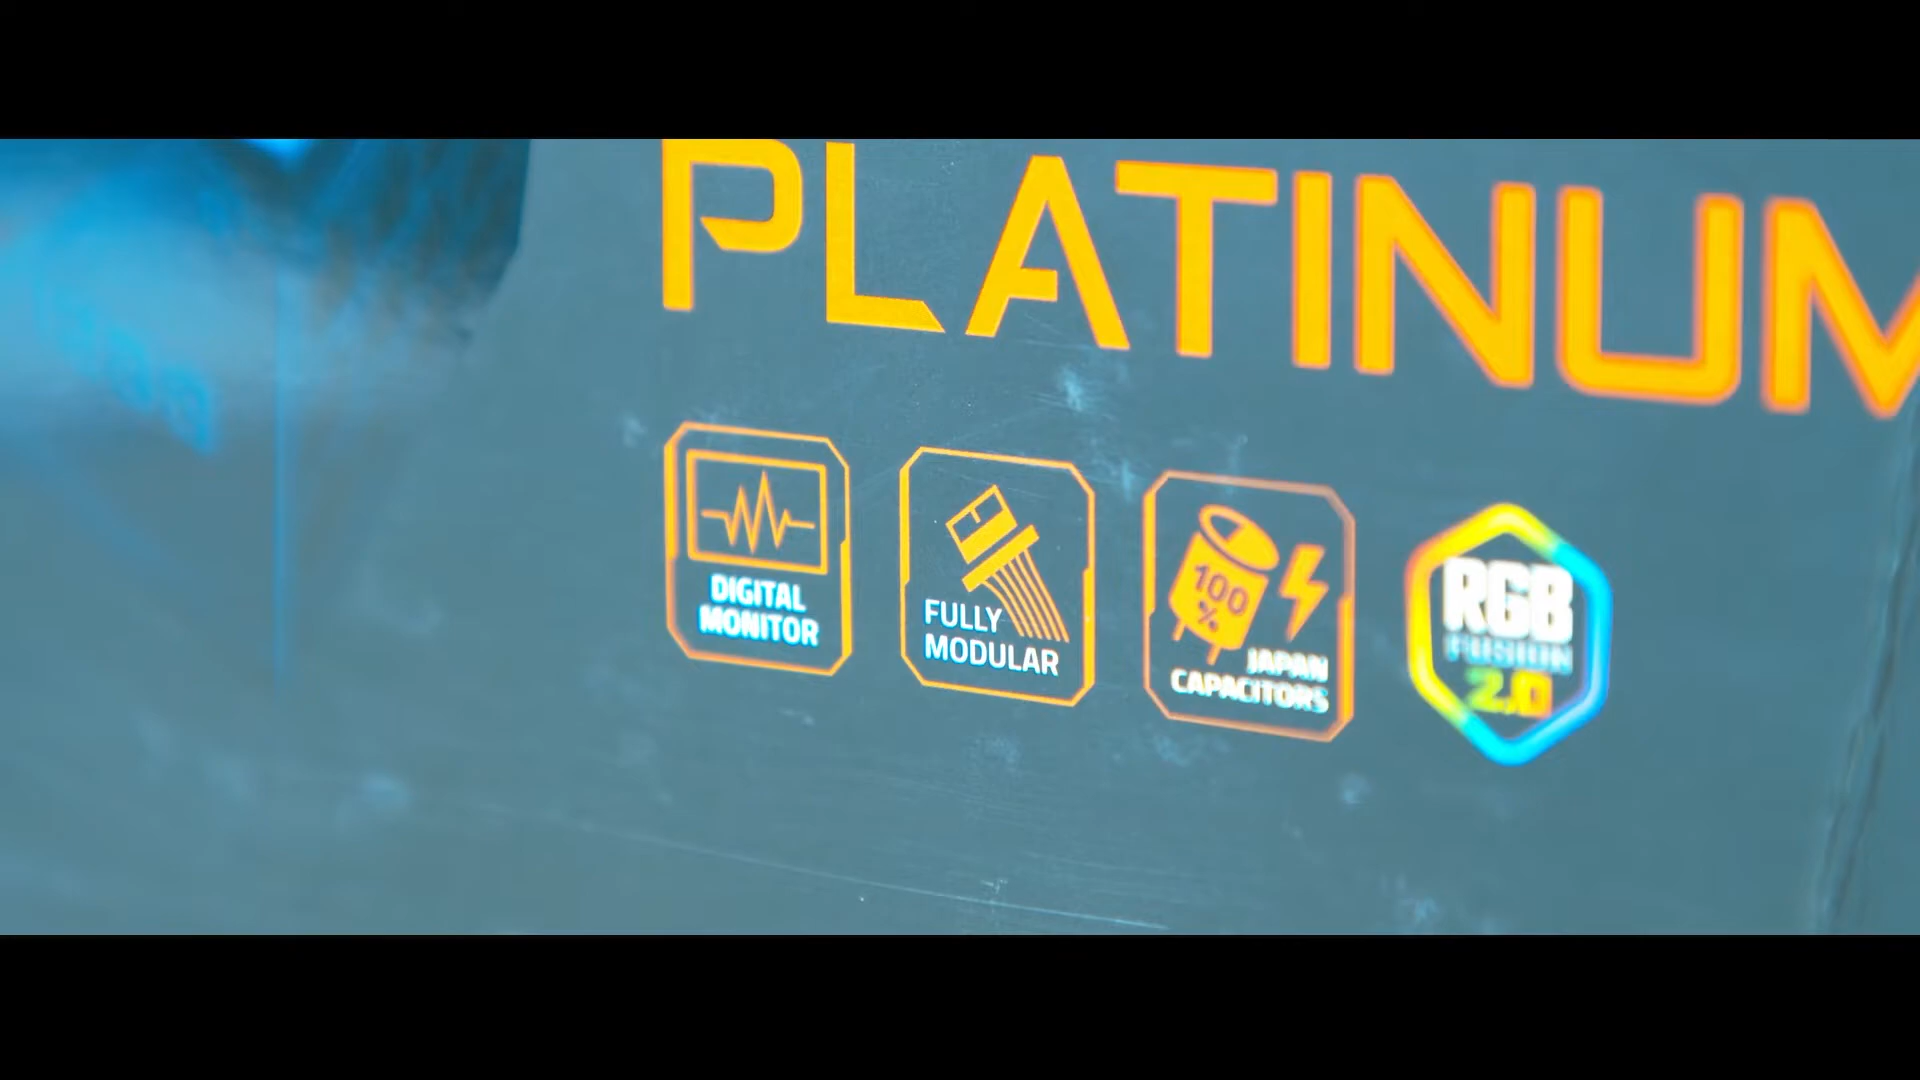 PLATINUM
DIGITAL
MONITOR
FULLY
MODULAR
100
%
JAPAN
CAPACITORS
RGB
FUSION
2.0